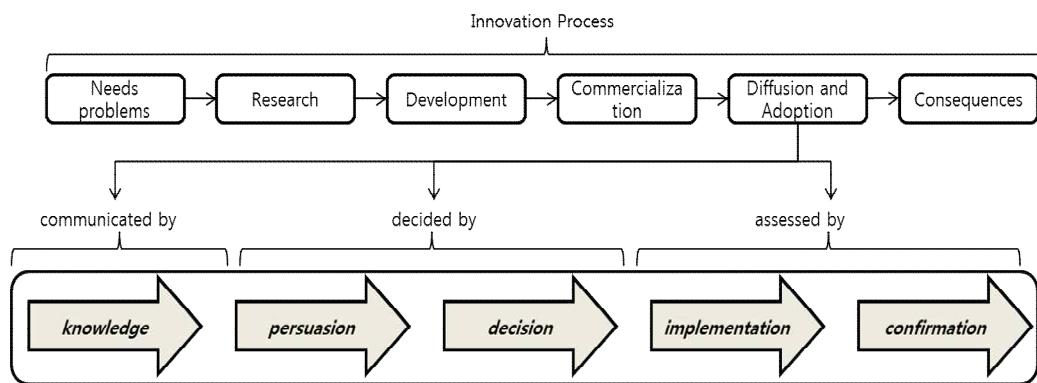 Innovation Process
Needs
problems
Research
Development
Commercializa
tion
Diffusion and
Adoption
Consequences
communicated by
decided by
assessed by
knowledge
persuasion
decision
implementation
confirmation